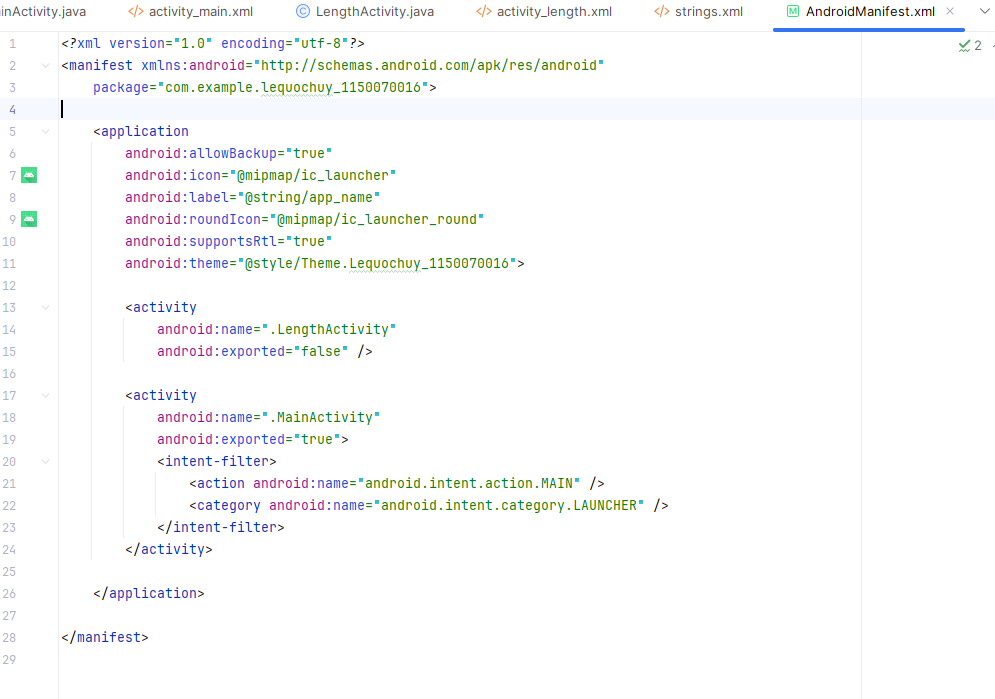 inActivity.java activity_main.xml LengthActivity.java activity_length.xml strings.xml AndroidManifest.xml
2
1 <?xml version="1.0" encoding="utf-8"?>
2 <manifest xmlns:android="http://schemas.android.com/apk/res/android"
3 package="com.example.lequochuy_1150070016">
4
5 <application
6 android:allowBackup="true"
7 android:icon="@mipmap/ic_launcher"
8 android:label="@string/app_name"
9 android:roundIcon="@mipmap/ic_launcher_round"
10 android:supportsRtl="true"
11 android:theme="@style/Theme.Lequochuy_1150070016">
12
13 <activity
14 android:name=".LengthActivity"
15 android:exported="false" />
16
17 <activity
18 android:name=".MainActivity"
19 android:exported="true">
20 <intent-filter>
21 <action android:name="android.intent.action.MAIN" />
22 <category android:name="android.intent.category.LAUNCHER" />
23 </intent-filter>
24 </activity>
25
26 </application>
27
28 </manifest>
29